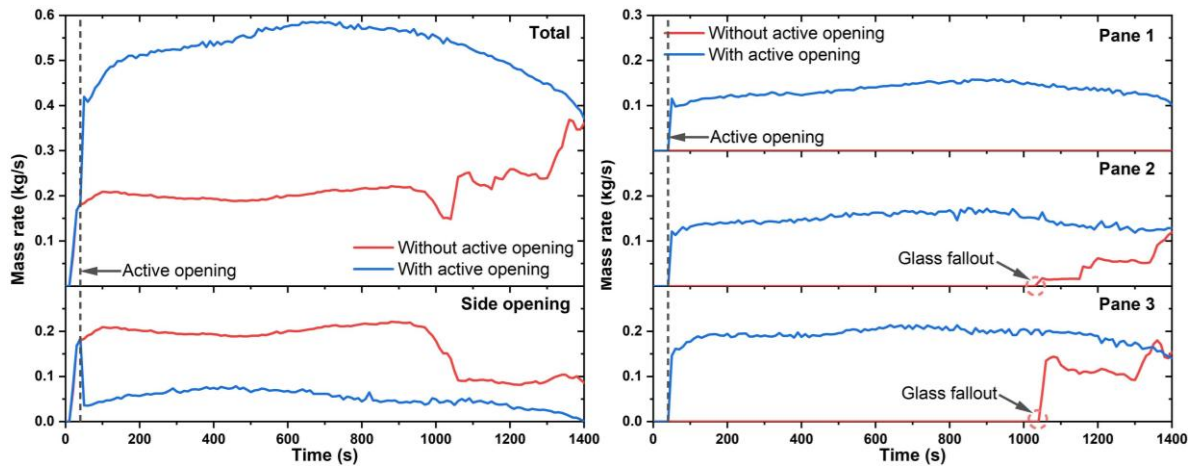 Total
0.6
0.5
0.4
0.3
0.2
0.1
Mass rate (kg/s)
Without active opening
With active opening
Active opening
Side opening
0.2
0.1
0.0
0 200 400 600 800 1000 1200 1400
Time (s)
0.3
Without active opening
With active opening
Pane 1
0.1
Active opening
Mass rate (kg/s)
Pane 2
0.1
Glass fallout
Pane 3
0.2
0.1
0.0
Glass fallout
0 200 400 600 800 1000 1200 1400
Time (s)